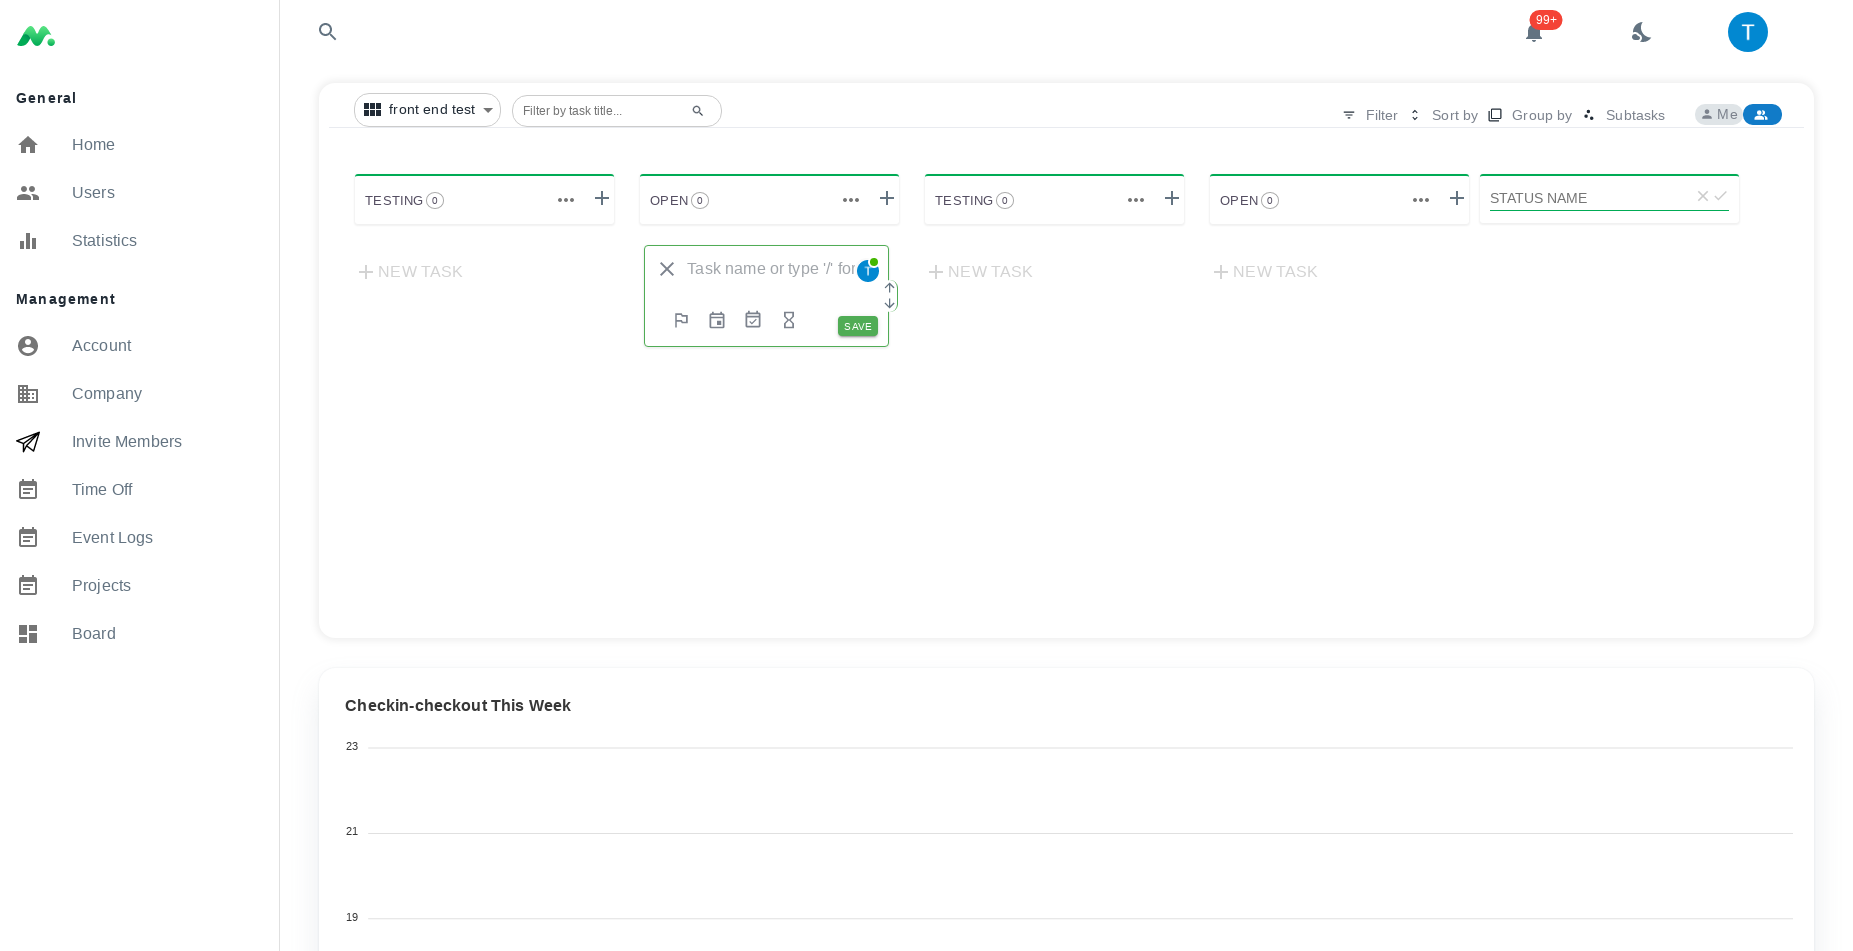 99+
T
General
Home
Users
Statistics
Management
Account
Company
Invite Members
Time Off
Event Logs
Projects
Board
front end test
Filter by task title...
Filter
Sort by
Group by
Subtasks
Me
TESTING 0
OPEN 0
TESTING 0
OPEN 0
STATUS NAME
NEW TASK
Task name or type '/' for
T
SAVE
NEW TASK
NEW TASK
Checkin-checkout This Week
23
21
19